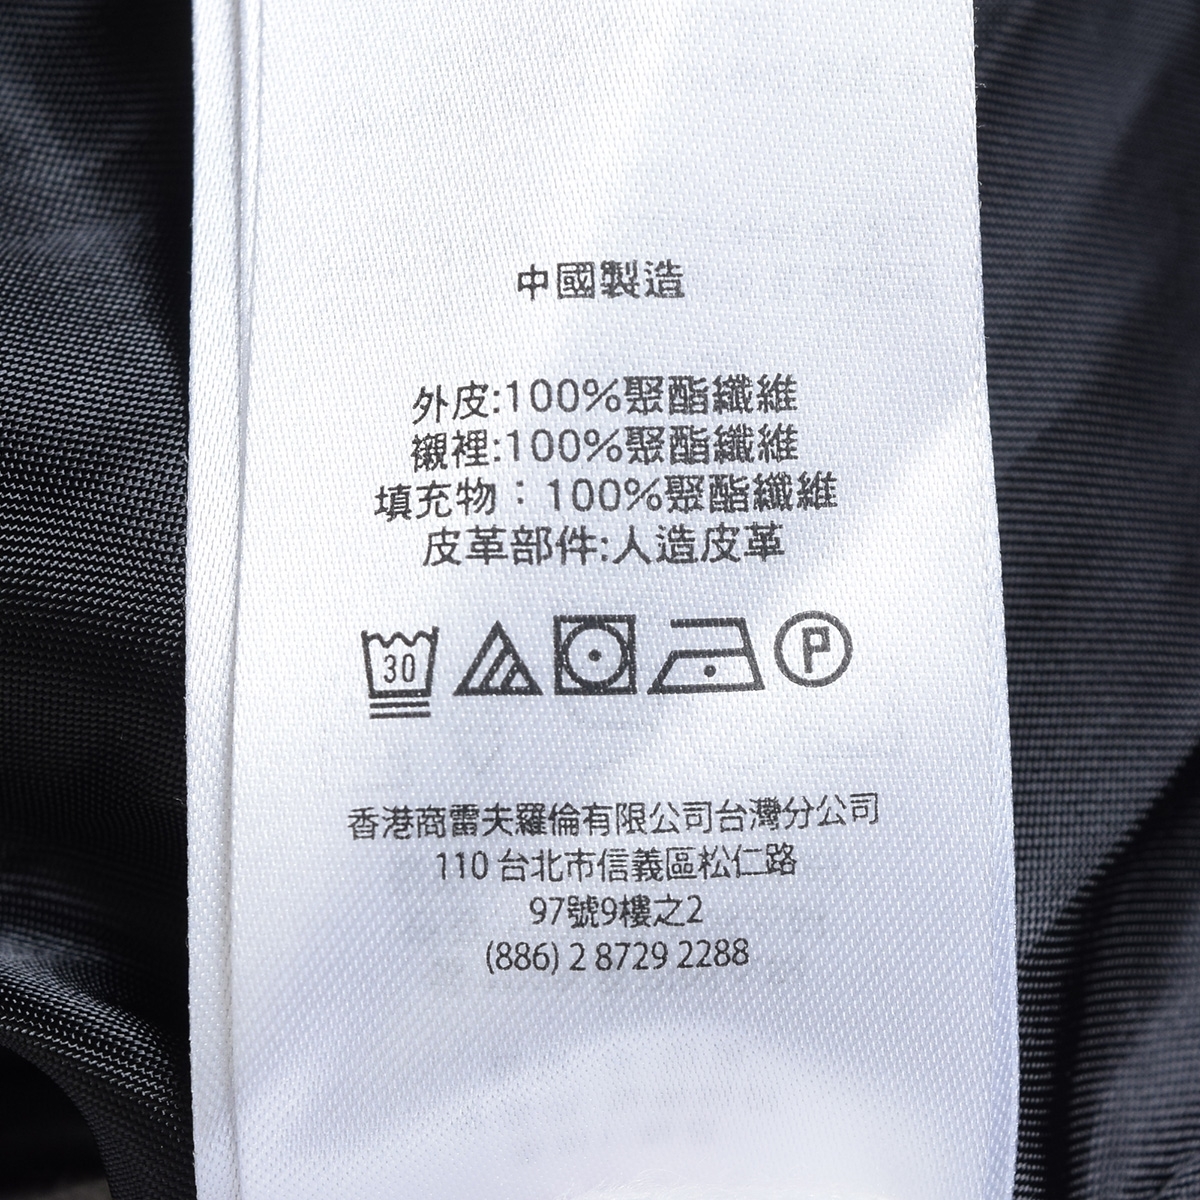 中國製造
外皮:100%聚酯纖維
襯裡:100%聚酯纖維
填充物：100%聚酯纖維
皮革部件:人造皮革
30 P
香港商雷夫羅倫有限公司台灣分公司
110 台北市信義區松仁路
97號9樓之2
(886) 2 8729 2288